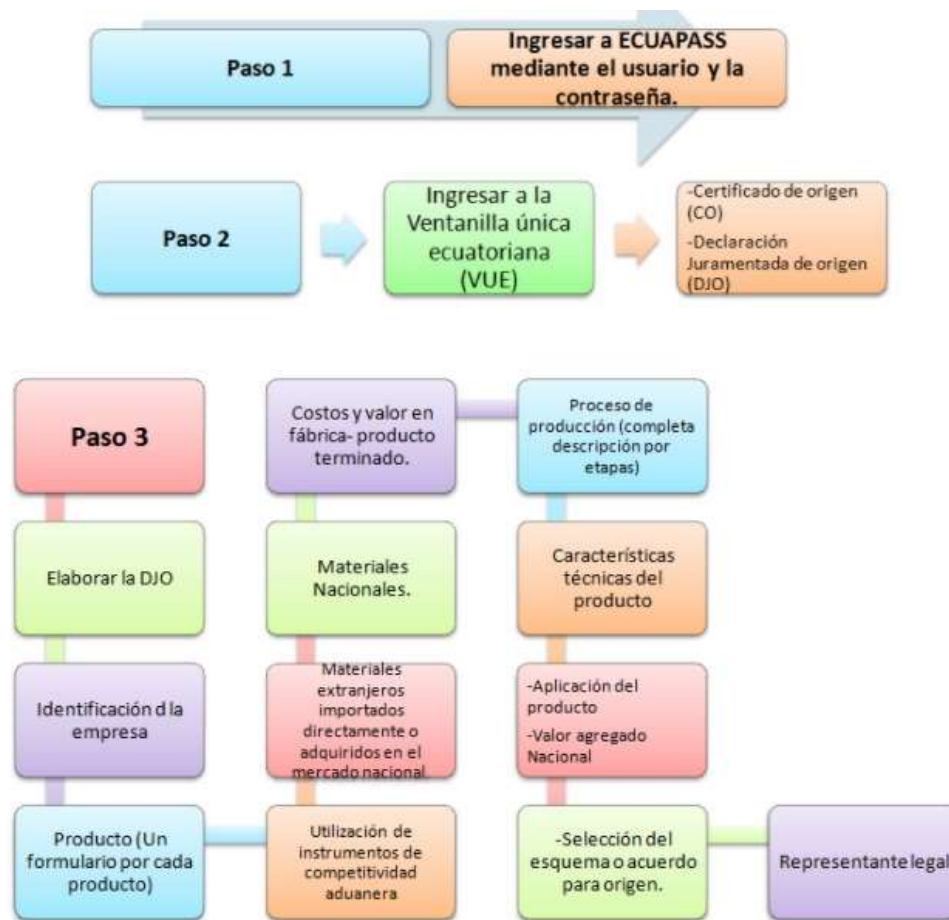 Paso 1
Ingresar a ECUAPASS
mediante el usuario y la
contraseña.
Paso 2
Ingresar a la
Ventanilla única
ecuatoriana
(VUE)
-Certificado de origen
(CO)
-Declaración
Juramentada de origen
(DJO)
Paso 3
Elaborar la DJO
Identificación d la
empresa
Producto (Un
formulario por cada
producto)
Utilización de
instrumentos de
competitividad
aduanera
Materiales
extranjeros
importados
directamente o
adquiridos en el
mercado nacional.
Materiales
Nacionales.
Costos y valor en
fábrica- producto
terminado.
Proceso de
producción (completa
descripción por
etapas)
Características
técnicas del
producto
-Aplicación del
producto
-Valor agregado
Nacional
-Selección del
esquema o acuerdo
para origen.
Representante legal